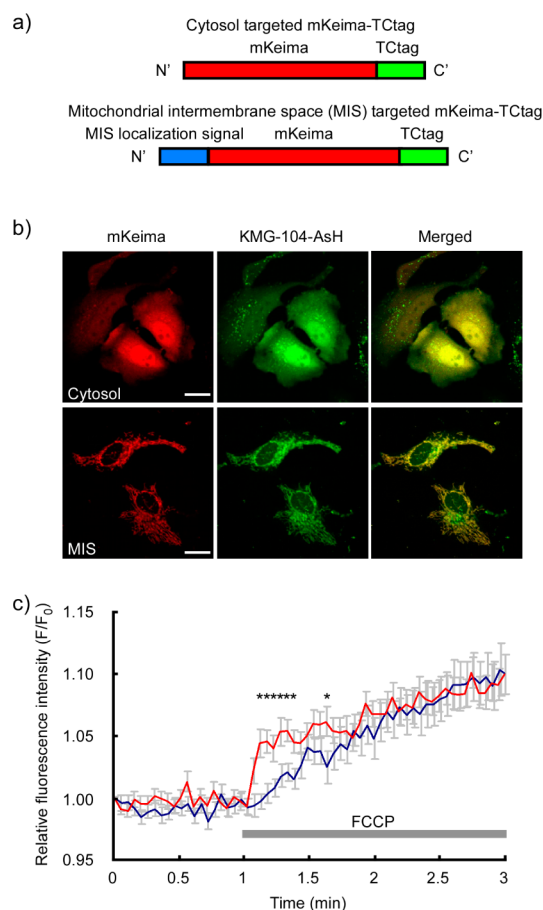 a)
Cytosol targeted mKeima-TCtag
mKeima TCtag
N' C'
Mitochondrial intermembrane space (MIS) targeted mKeima-TCtag
MIS localization signal mKeima TCtag
N' C'
b)
mKeima KMG-104-AsH Merged
Cytosol
MIS
c)
Relative fluorescence intensity (F/F0)
1.15
1.10
1.05
1.00
0.95
****** *
FCCP
0 0.5 1 1.5 2 2.5 3
Time (min)